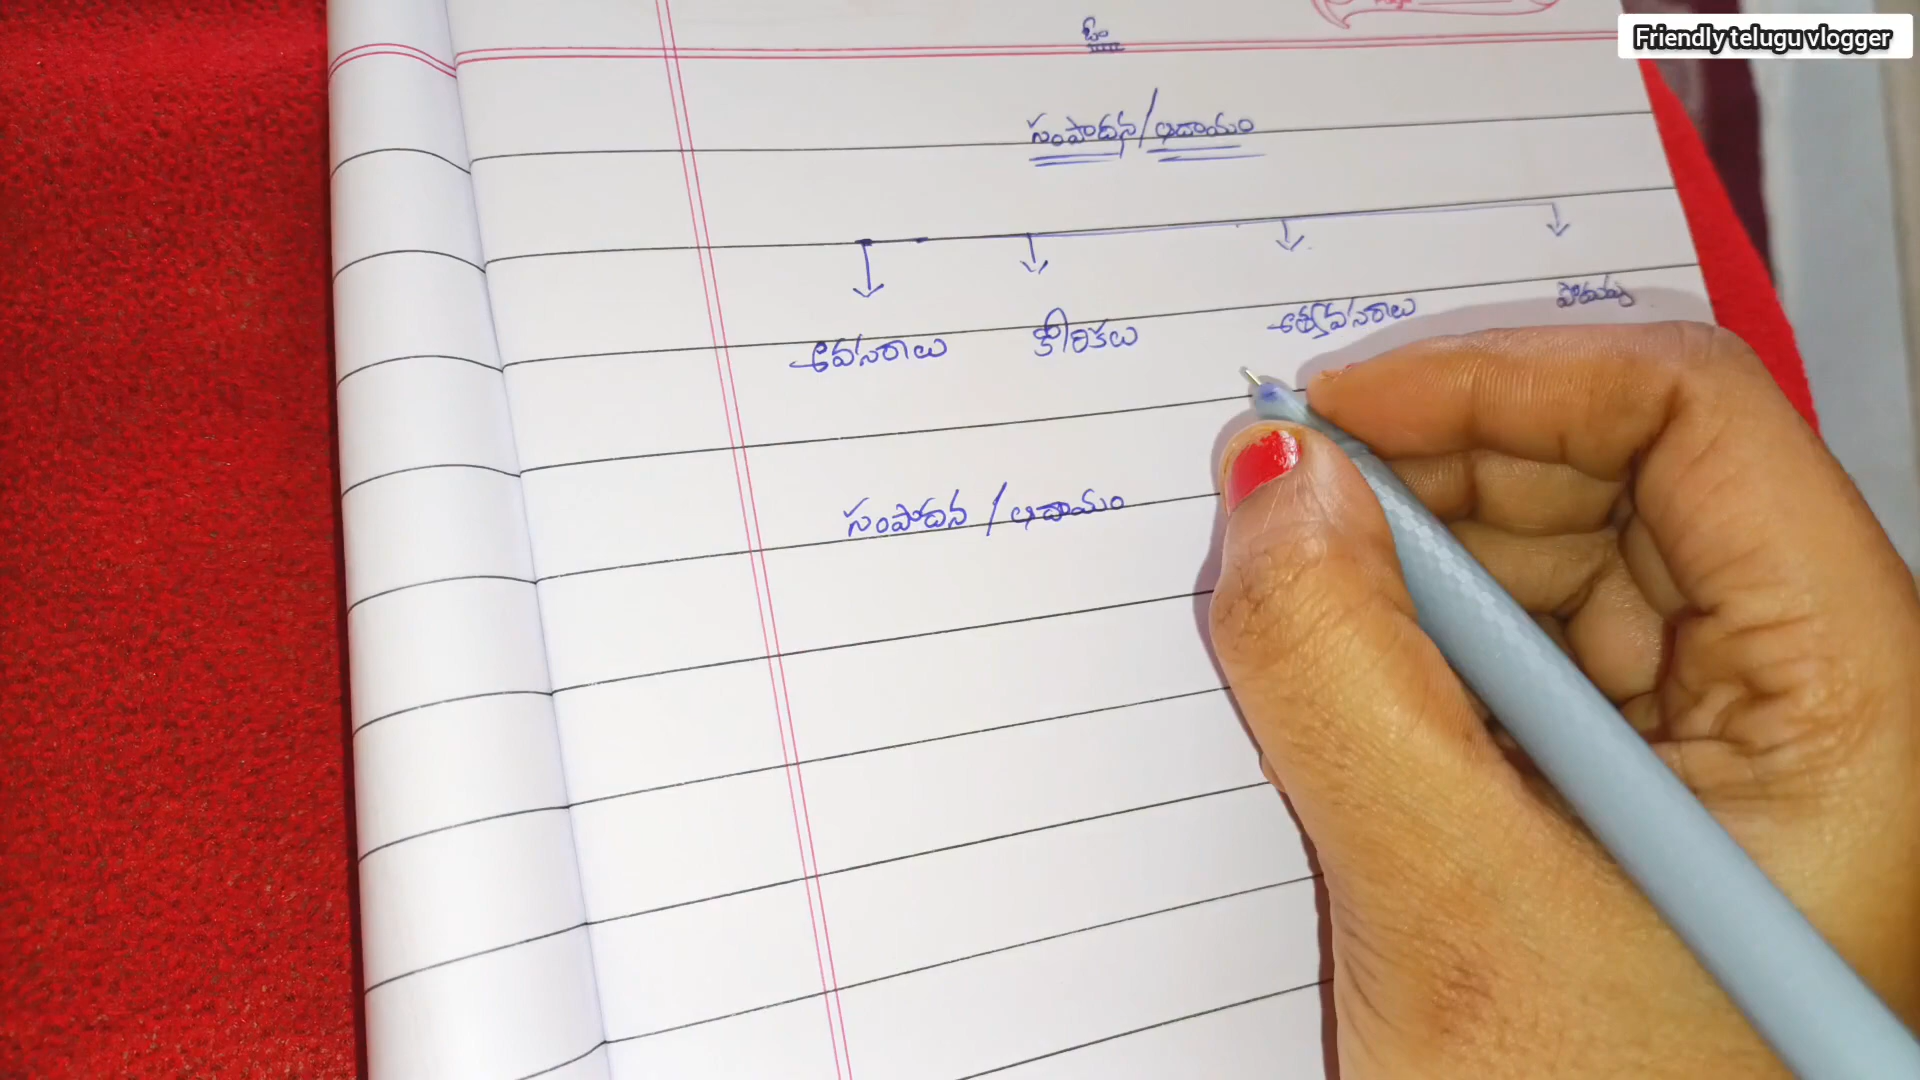 Friendly telugu vlogger
ఓం
సంపాదన/ఆదాయం
అవసరాలు కోరికలు అత్యవసరాలు పొదుపు
సంపాదన / ఆదాయం